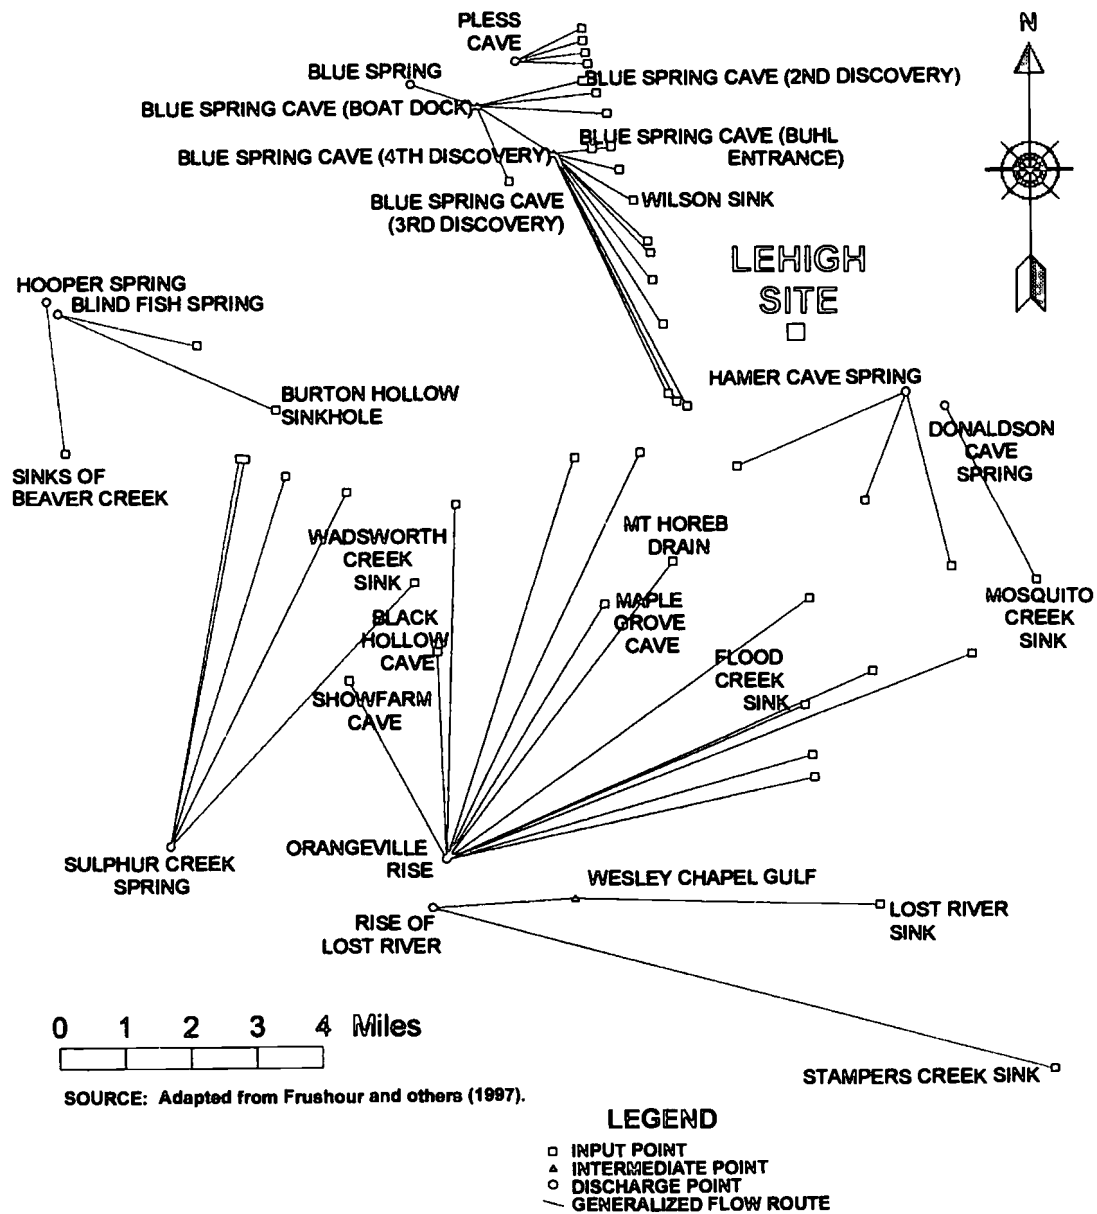 PLESS
CAVE
N
BLUE SPRING
BLUE SPRING CAVE (2ND DISCOVERY)
BLUE SPRING CAVE (BOAT DOCK)
BLUE SPRING CAVE (BUHL
ENTRANCE)
BLUE SPRING CAVE (4TH DISCOVERY)
BLUE SPRING CAVE
(3RD DISCOVERY)
WILSON SINK
LEHIGH
SITE
HOOPER SPRING
BLIND FISH SPRING
HAMER CAVE SPRING
BURTON HOLLOW
SINKHOLE
DONALDSON
CAVE
SPRING
SINKS OF
BEAVER CREEK
WADSWORTH
CREEK
SINK
MT HOREB
DRAIN
MAPLE
GROVE
CAVE
MOSQUITO
CREEK
SINK
BLACK
HOLLOW
CAVE
FLOOD
CREEK
SINK
SHOWFARM
CAVE
ORANGEVILLE
RISE
SULPHUR CREEK
SPRING
WESLEY CHAPEL GULF
RISE OF
LOST RIVER
LOST RIVER
SINK
0 1 2 3 4 Miles
STAMPERS CREEK SINK
SOURCE: Adapted from Frushour and others (1997).
LEGEND
INPUT POINT
INTERMEDIATE POINT
DISCHARGE POINT
GENERALIZED FLOW ROUTE